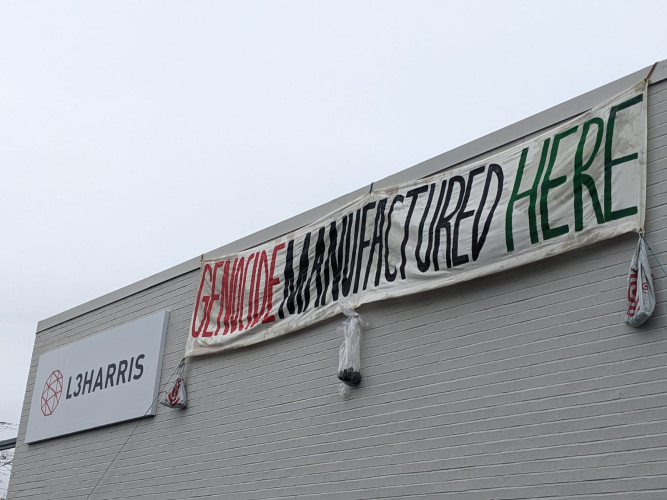 L3HARRIS
GENOCIDE MANUFACTURED HERE